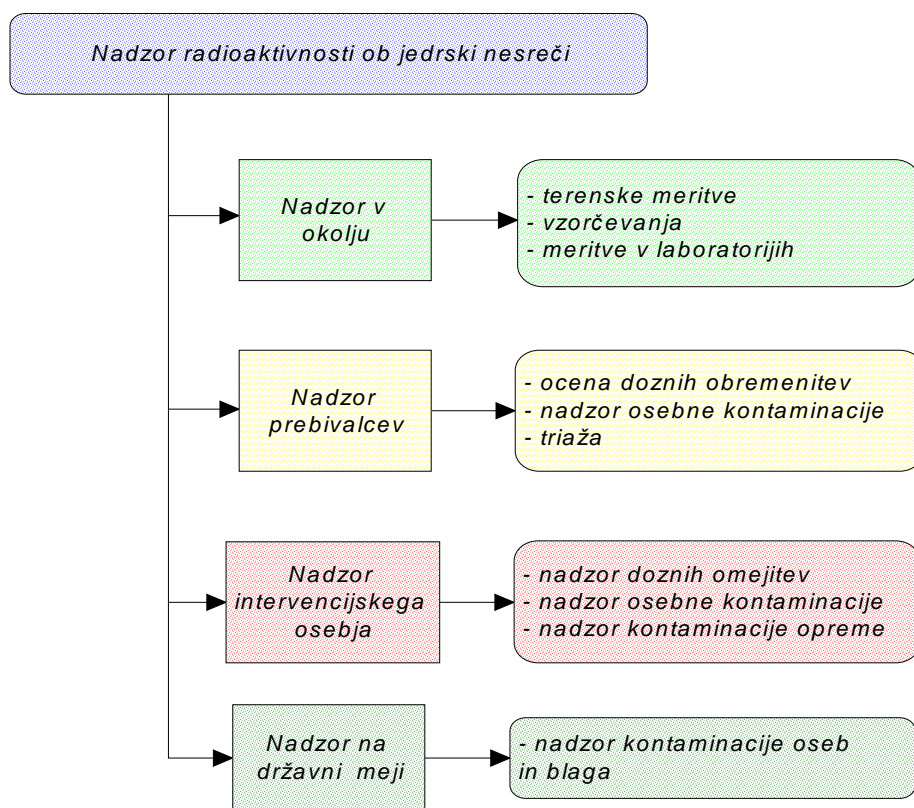 Nadzor radioaktivnosti ob jedrski nesreči
Nadzor v
okolju
- terenske meritve
- vzorčevanja
- meritve v laboratorijih
Nadzor
prebivalcev
- ocena doznih obremenitev
- nadzor osebne kontaminacije
- triaža
Nadzor
intervencijskega
osebja
- nadzor doznih omejitev
- nadzor osebne kontaminacije
- nadzor kontaminacije opreme
Nadzor na
državni meji
- nadzor kontaminacije oseb
in blaga